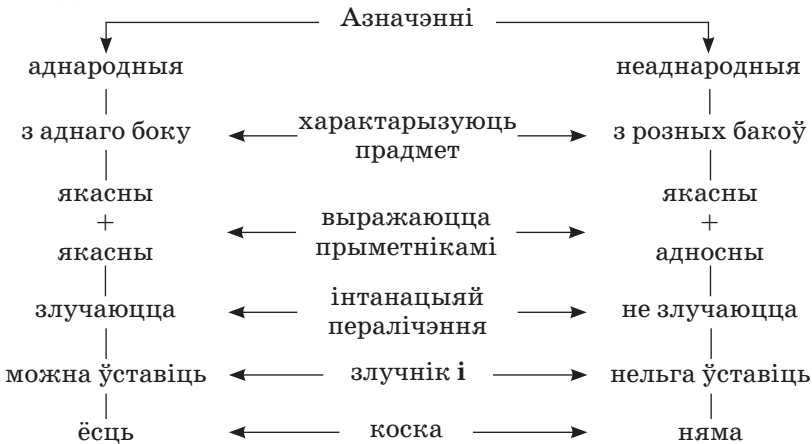 Азначэнні
аднародныя неаднародныя
з аднаго боку характарызуюць прадмет з розных бакоў
якасны + якасны выражаюцца прыметнікамі якасны + адносны
злучаюцца інтанацыяй пералічэння не злучаюцца
можна ўставіць злучнік і нельга ўставіць
ёсць коска няма